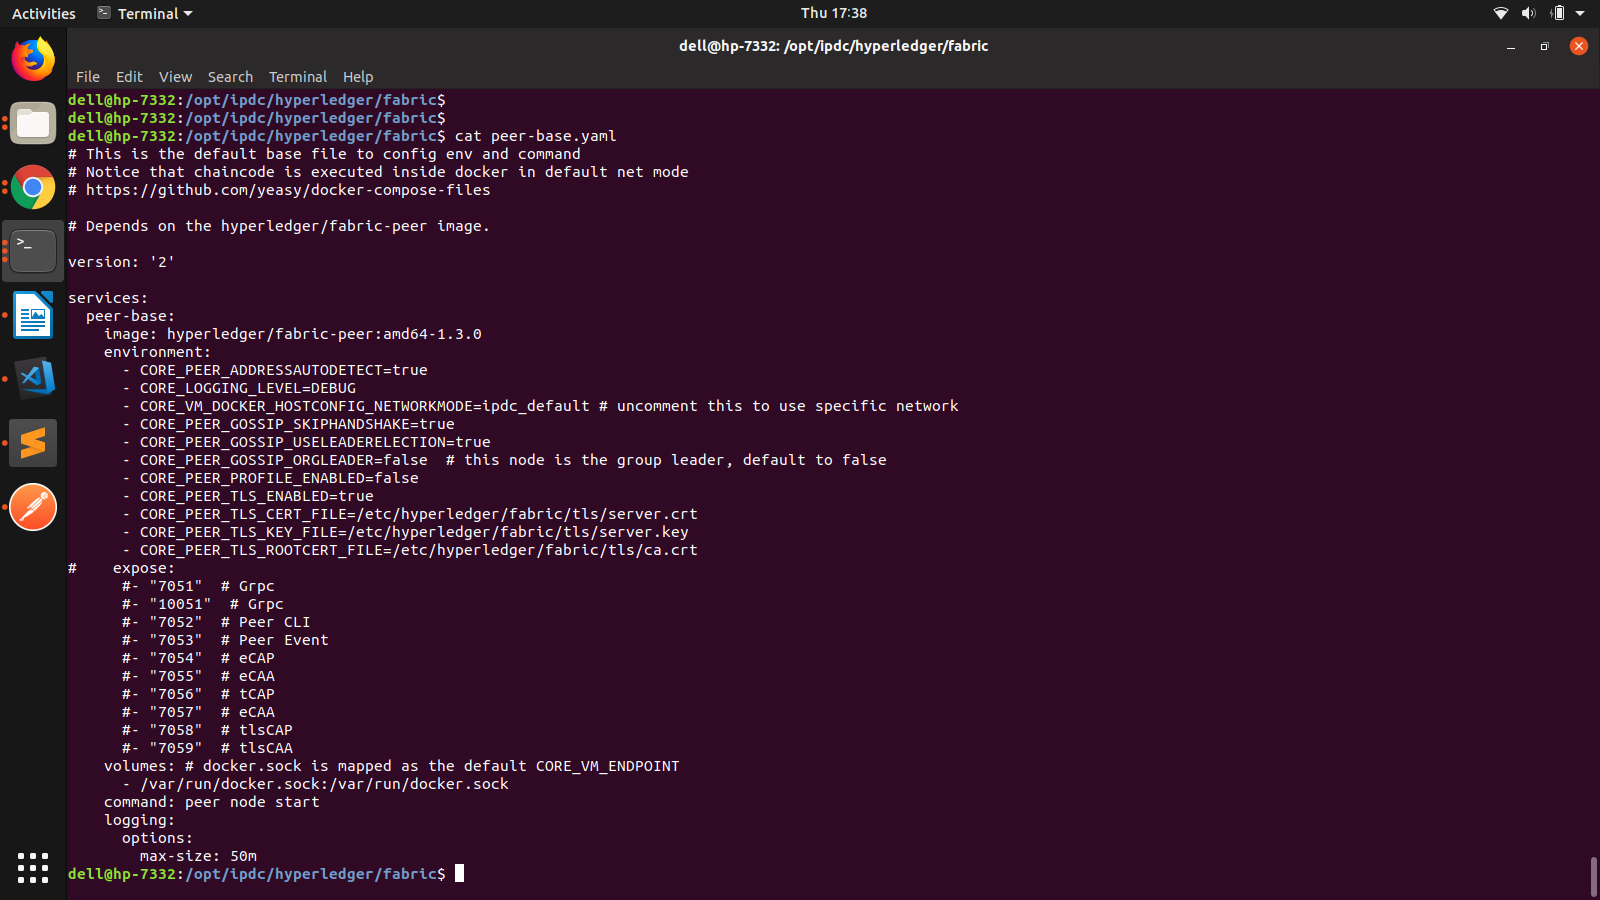 Activities
Terminal
Thu 17:38
dell@hp-7332: /opt/ipdc/hyperledger/fabric
File Edit View Search Terminal Help
dell@hp-7332:/opt/ipdc/hyperledger/fabric$
dell@hp-7332:/opt/ipdc/hyperledger/fabric$
dell@hp-7332:/opt/ipdc/hyperledger/fabric$ cat peer-base.yaml
# This is the default base file to config env and command
# Notice that chaincode is executed inside docker in default net mode
# https://github.com/yeasy/docker-compose-files
# Depends on the hyperledger/fabric-peer image.
version: '2'
services:
  peer-base:
    image: hyperledger/fabric-peer:amd64-1.3.0
    environment:
      - CORE_PEER_ADDRESSAUTODETECT=true
      - CORE_LOGGING_LEVEL=DEBUG
      - CORE_VM_DOCKER_HOSTCONFIG_NETWORKMODE=ipdc_default # uncomment this to use specific network
      - CORE_PEER_GOSSIP_SKIPHANDSHAKE=true
      - CORE_PEER_GOSSIP_USELEADERELECTION=true
      - CORE_PEER_GOSSIP_ORGLEADER=false  # this node is the group leader, default to false
      - CORE_PEER_PROFILE_ENABLED=false
      - CORE_PEER_TLS_ENABLED=true
      - CORE_PEER_TLS_CERT_FILE=/etc/hyperledger/fabric/tls/server.crt
      - CORE_PEER_TLS_KEY_FILE=/etc/hyperledger/fabric/tls/server.key
      - CORE_PEER_TLS_ROOTCERT_FILE=/etc/hyperledger/fabric/tls/ca.crt
#    expose:
      #- "7051"  # Grpc
      #- "10051"  # Grpc
      #- "7052"  # Peer CLI
      #- "7053"  # Peer Event
      #- "7054"  # eCAP
      #- "7055"  # eCAA
      #- "7056"  # tCAP
      #- "7057"  # eCAA
      #- "7058"  # tlsCAP
      #- "7059"  # tlsCAA
    volumes: # docker.sock is mapped as the default CORE_VM_ENDPOINT
      - /var/run/docker.sock:/var/run/docker.sock
    command: peer node start
    logging:
      options:
        max-size: 50m
dell@hp-7332:/opt/ipdc/hyperledger/fabric$